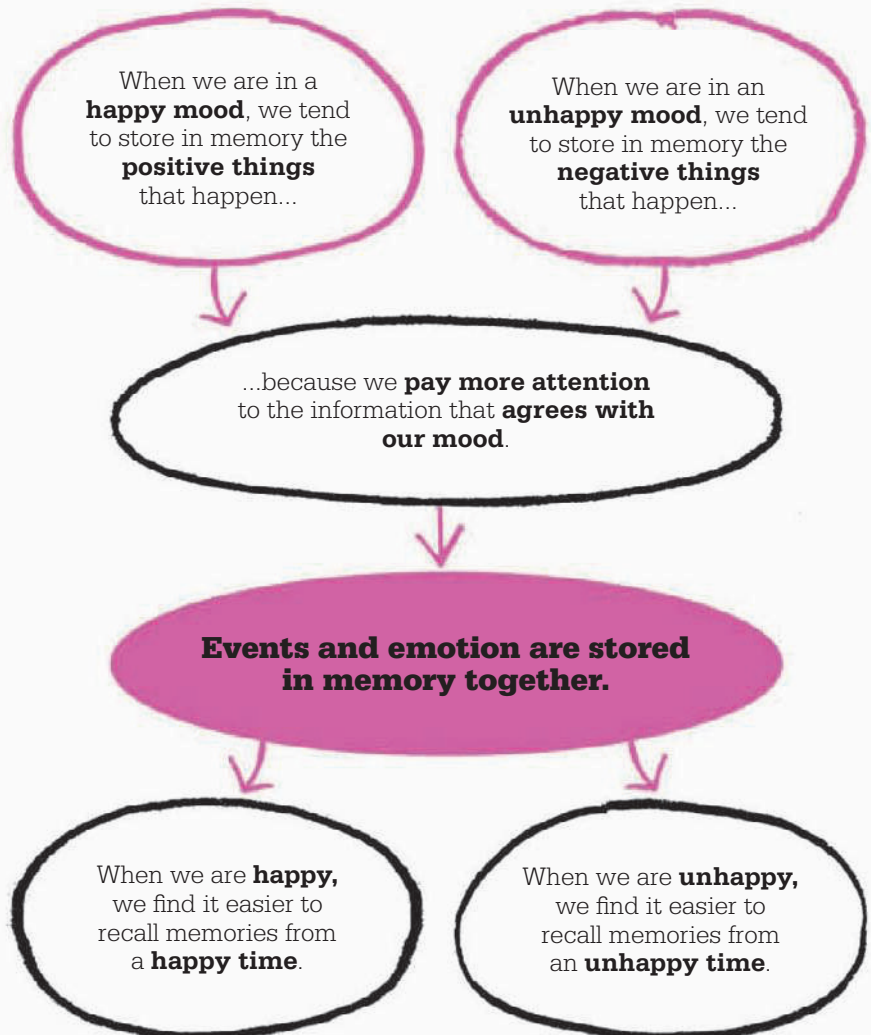 When we are in a
happy mood, we tend
to store in memory the
positive things
that happen...
When we are in an
unhappy mood, we tend
to store in memory the
negative things
that happen...
...because we pay more attention
to the information that agrees with
our mood.
Events and emotion are stored
in memory together.
When we are happy,
we find it easier to
recall memories from
a happy time.
When we are unhappy,
we find it easier to
recall memories from
an unhappy time.